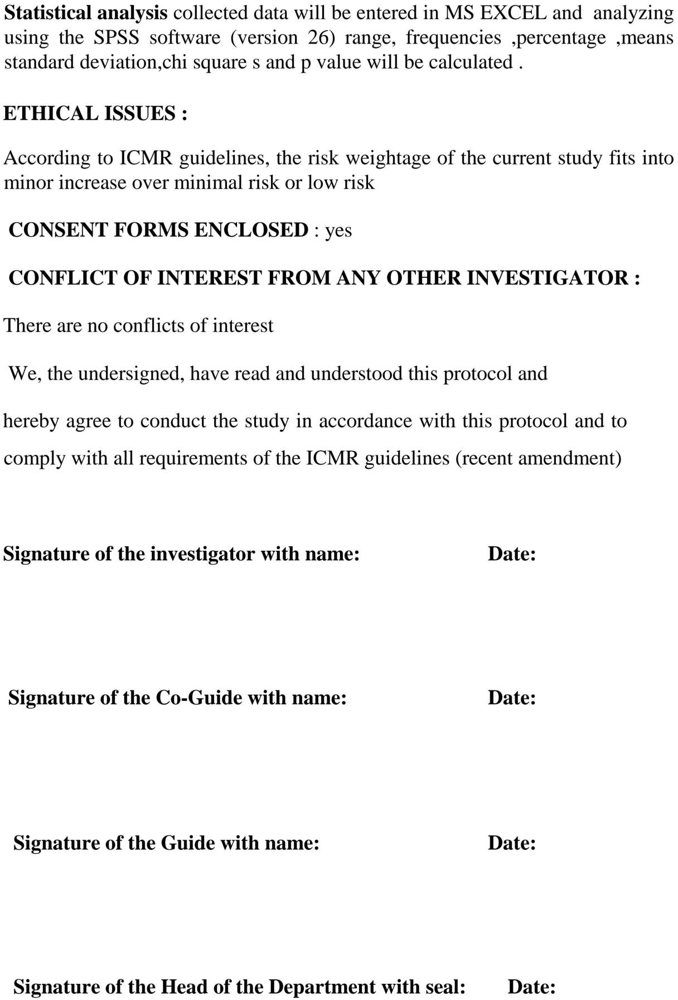 Statistical analysis collected data will be entered in MS EXCEL and analyzing
using the SPSS software (version 26) range, frequencies ,percentage ,means
standard deviation,chi square s and p value will be calculated .
ETHICAL ISSUES :
According to ICMR guidelines, the risk weightage of the current study fits into
minor increase over minimal risk or low risk
CONSENT FORMS ENCLOSED : yes
CONFLICT OF INTEREST FROM ANY OTHER INVESTIGATOR :
There are no conflicts of interest
We, the undersigned, have read and understood this protocol and
hereby agree to conduct the study in accordance with this protocol and to
comply with all requirements of the ICMR guidelines (recent amendment)
Signature of the investigator with name: Date:
Signature of the Co-Guide with name: Date:
Signature of the Guide with name: Date:
Signature of the Head of the Department with seal: Date: